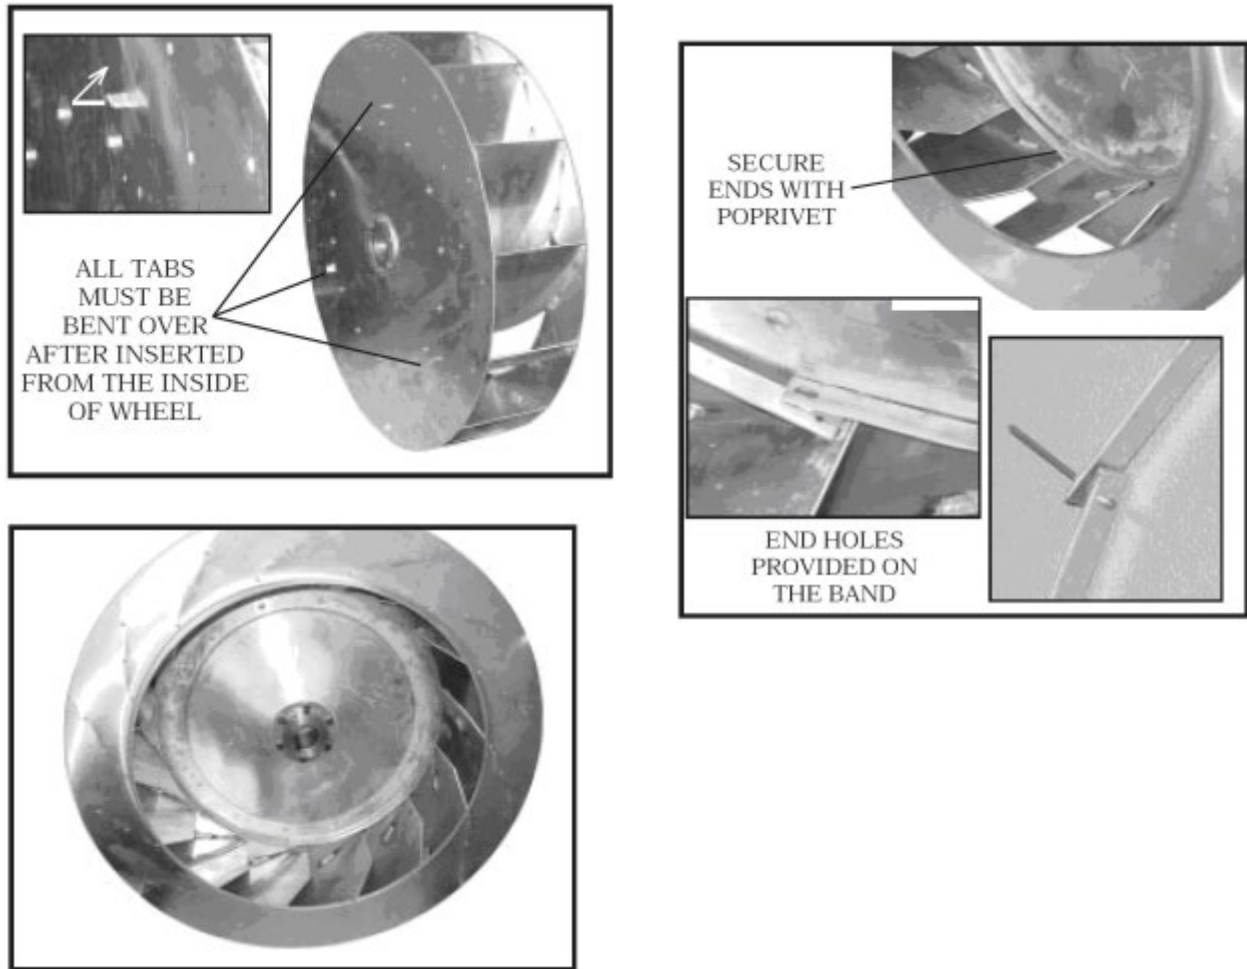 ALL TABS
MUST BE
BENT OVER
AFTER INSERTED
FROM THE INSIDE
OF WHEEL
SECURE
ENDS WITH
POPRIVET
END HOLES
PROVIDED ON
THE BAND